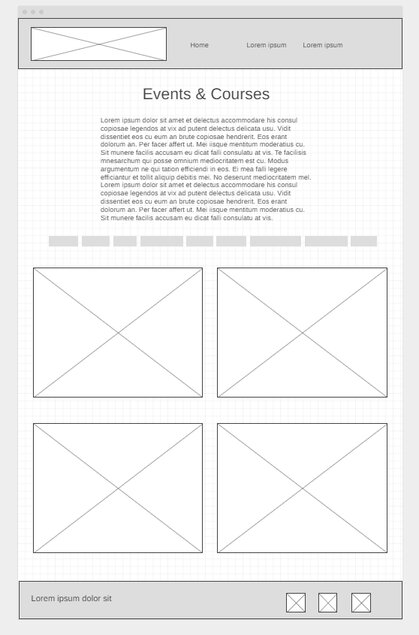 Home
Lorem ipsum
Lorem ipsum
Events & Courses
Lorem ipsum dolor sit amet et delectus accommodare his consul
copiosae legendos at vix ad putent delectus delicata usu. Vidit
dissentiet eos cu eum an brute copiosae hendrerit. Eos erant
dolorum an. Per facer affert ut. Mei iisque mentitum moderatius cu.
Sit munere facilis accusam eu dicat falli consulatu at vis. Te facilisis
mnesarchum qui posse omnium mediocritatem est cu. Modus
argumentum ne qui tation efficiendi in eos. Ei mea falli legere
efficiantur et tollit aliquip debitis mei. No deserunt mediocritatem mel.
Lorem ipsum dolor sit amet et delectus accommodare his consul
copiosae legendos at vix ad putent delectus delicata usu. Vidit
dissentiet eos cu eum an brute copiosae hendrerit. Eos erant
dolorum an. Per facer affert ut. Mei iisque mentitum moderatius cu.
Sit munere facilis accusam eu dicat falli consulatu at vis.
Lorem ipsum dolor sit